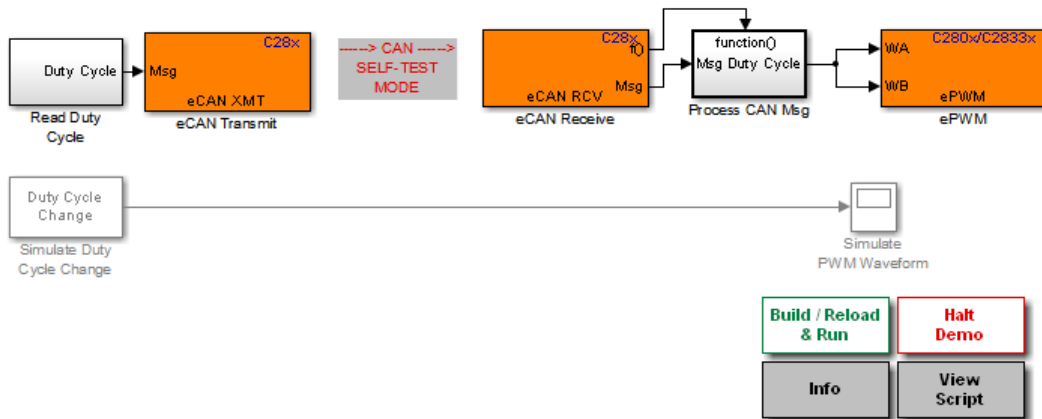 C28x
Duty Cycle
Msg
eCAN XMT
Read Duty
Cycle
eCAN Transmit
------> CAN ------>
SELF-TEST
MODE
C28x
f()
Msg
eCAN RCV
eCAN Receive
function()
Msg Duty Cycle
Process CAN Msg
C280x/C2833x
WA
WB
ePWM
ePWM
Duty Cycle
Change
Simulate Duty
Cycle Change
Simulate
PWM Waveform
Build / Reload
& Run
Halt
Demo
Info
View
Script